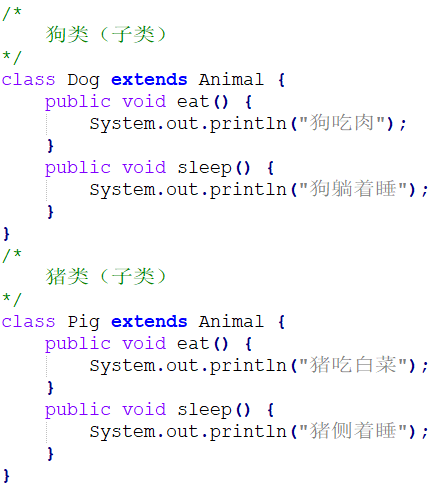 /*
    狗类（子类）
*/
class Dog extends Animal {
    public void eat() {
        System.out.println("狗吃肉");
    }
    public void sleep() {
        System.out.println("狗躺着睡");
    }
}
/*
    猪类（子类）
*/
class Pig extends Animal {
    public void eat() {
        System.out.println("猪吃白菜");
    }
    public void sleep() {
        System.out.println("猪侧着睡");
    }
}